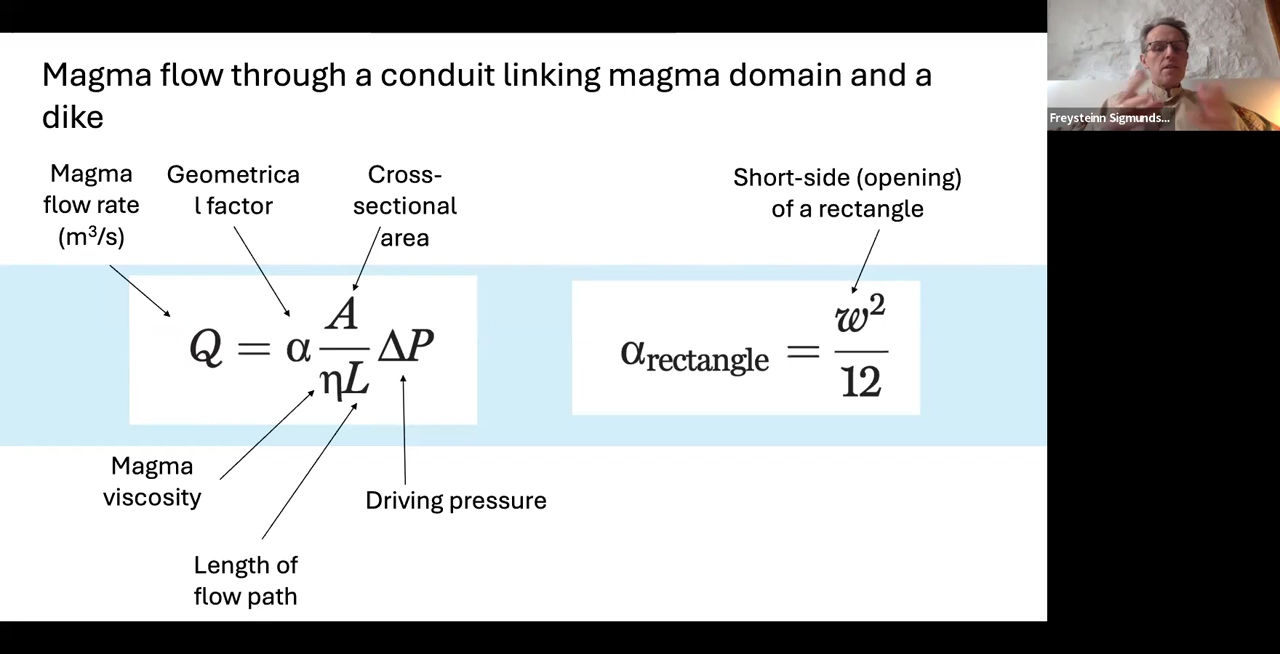 Magma flow through a conduit linking magma domain and a
dike
Magma
flow rate
(m³/s)
Geometrica
l factor
Cross-
sectional
area
Short-side (opening)
of a rectangle
Q = α A/ηL ΔP
α_rectangle = w²/12
Magma
viscosity
Length of
flow path
Driving pressure
Freysteinn Sigmunds...